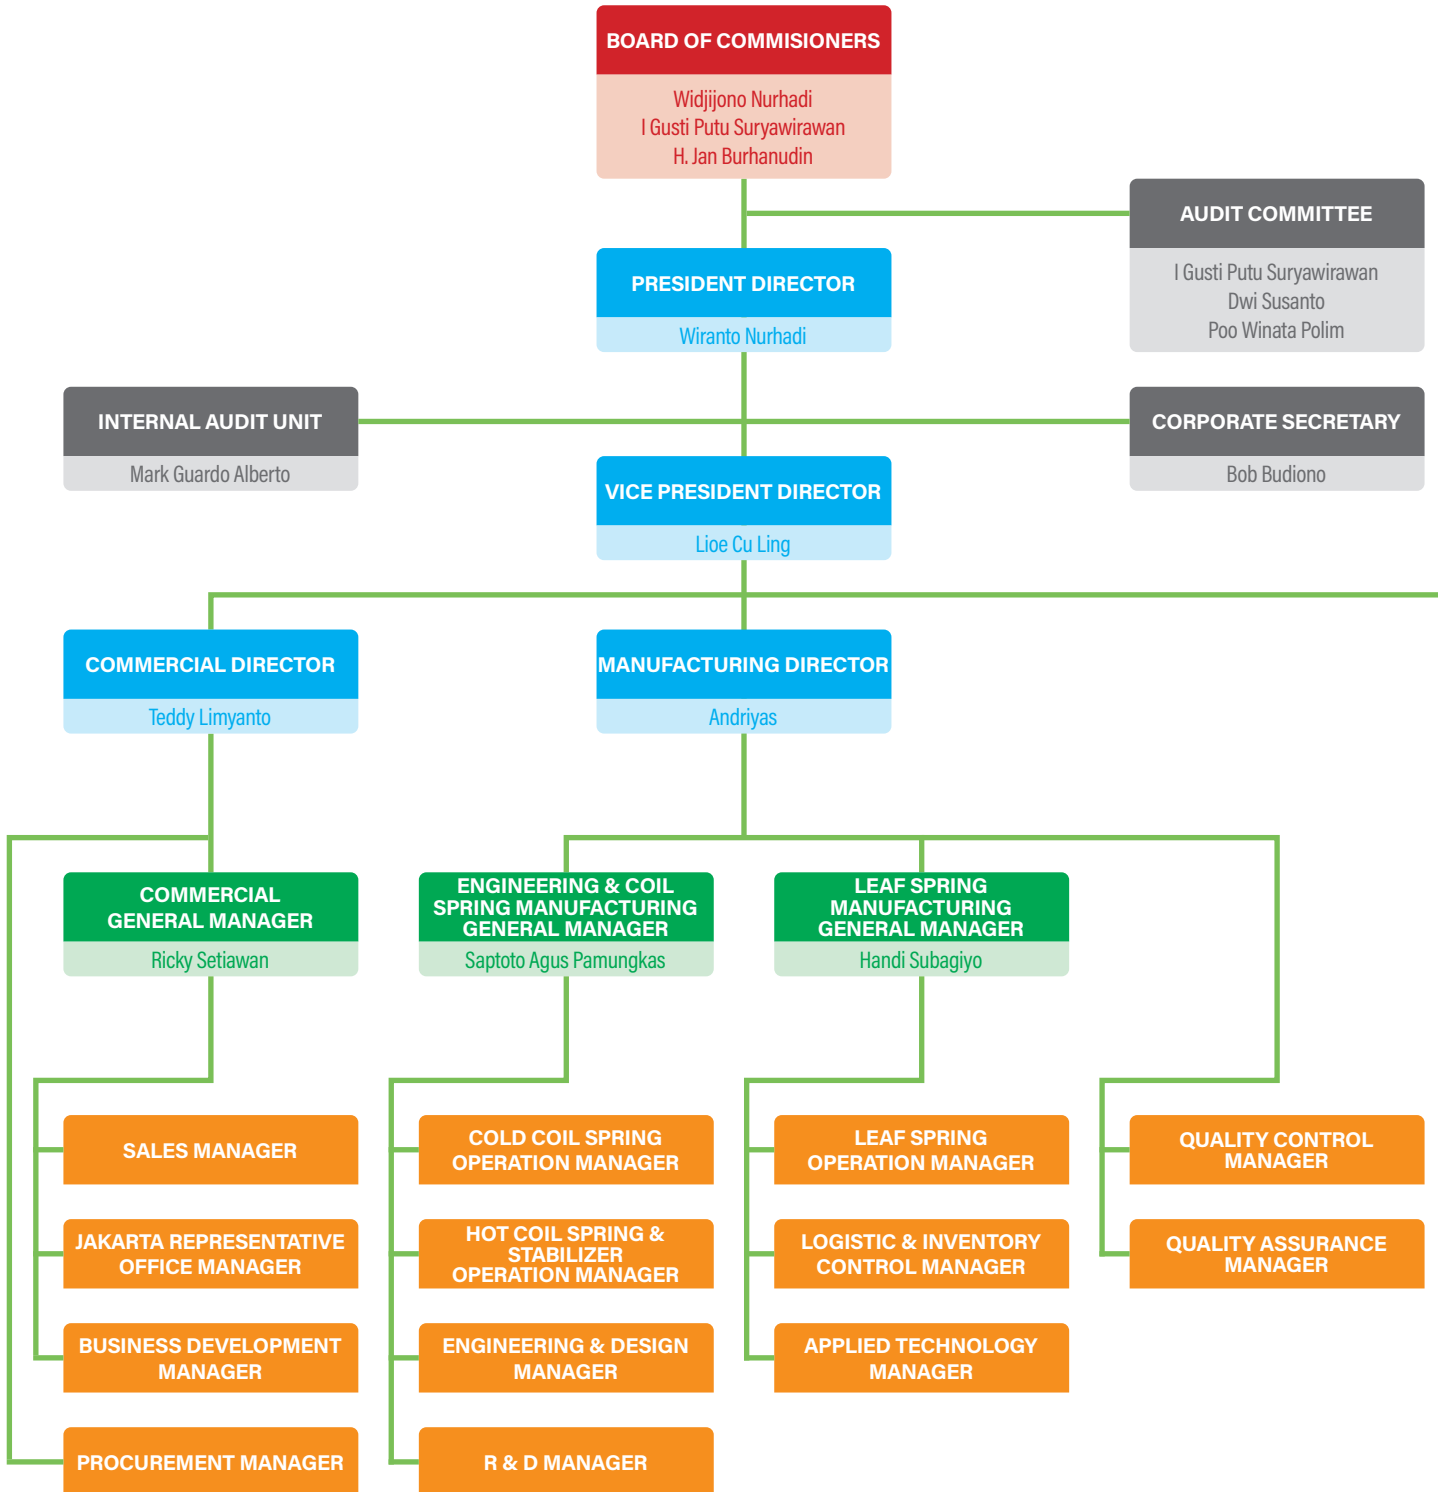 BOARD OF COMMISIONERS
Widjijono Nurhadi
I Gusti Putu Suryawirawan
H. Jan Burhanudin
AUDIT COMMITTEE
I Gusti Putu Suryawirawan
Dwi Susanto
Poo Winata Polim
PRESIDENT DIRECTOR
Wiranto Nurhadi
INTERNAL AUDIT UNIT
Mark Guardo Alberto
CORPORATE SECRETARY
Bob Budiono
VICE PRESIDENT DIRECTOR
Lioe Cu Ling
COMMERCIAL DIRECTOR
Teddy Limyanto
MANUFACTURING DIRECTOR
Andriyas
COMMERCIAL
GENERAL MANAGER
Ricky Setiawan
ENGINEERING & COIL
SPRING MANUFACTURING
GENERAL MANAGER
Saptoto Agus Pamungkas
LEAF SPRING
MANUFACTURING
GENERAL MANAGER
Handi Subagiyo
SALES MANAGER
JAKARTA REPRESENTATIVE
OFFICE MANAGER
BUSINESS DEVELOPMENT
MANAGER
PROCUREMENT MANAGER
COLD COIL SPRING
OPERATION MANAGER
HOT COIL SPRING &
STABILIZER
OPERATION MANAGER
ENGINEERING & DESIGN
MANAGER
R & D MANAGER
LEAF SPRING
OPERATION MANAGER
LOGISTIC & INVENTORY
CONTROL MANAGER
APPLIED TECHNOLOGY
MANAGER
QUALITY CONTROL
MANAGER
QUALITY ASSURANCE
MANAGER